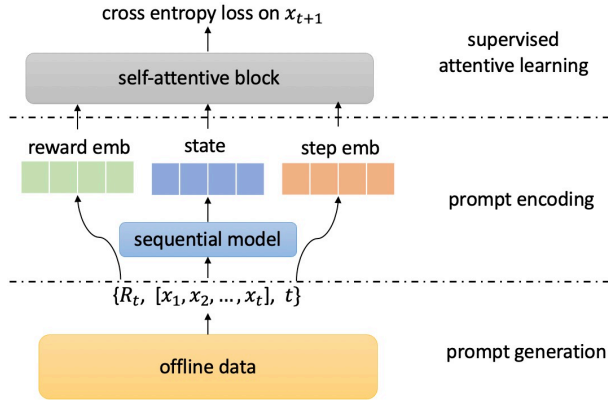 cross entropy loss on $x_{t+1}$
supervised
attentive learning
self-attentive block
reward emb
state
step emb
prompt encoding
sequential model
{$R_t$, [$x_1, x_2, \ldots, x_t$], $t$}
offline data
prompt generation